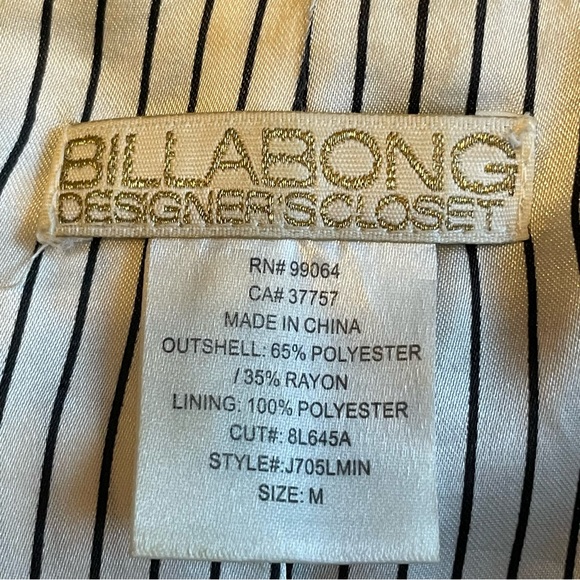 BILLABONG
DESIGNER'S CLOSET
RN# 99064
CA# 37757
MADE IN CHINA
OUTSHELL: 65% POLYESTER
/ 35% RAYON
LINING: 100% POLYESTER
CUT#: 8L645A
STYLE#:J705LMIN
SIZE: M